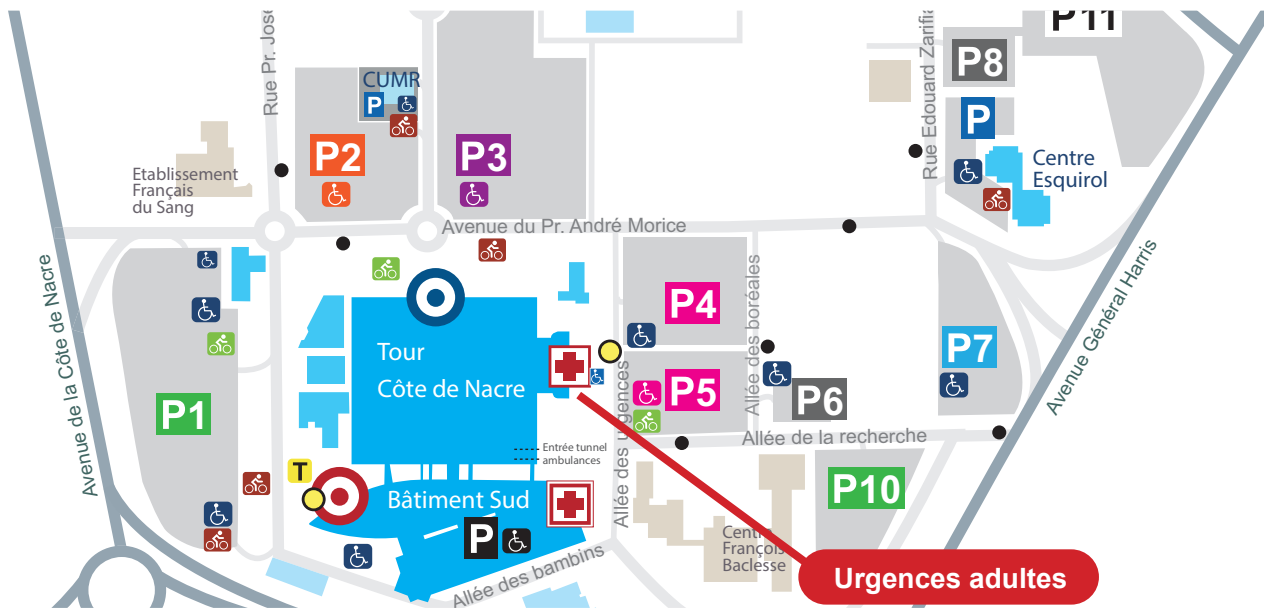 P11
Rue Pr. Jose
Rue Edouard Zarifia
P8
CUMR
P
P
P2
P3
Centre
Esquirol
Etablissement
Français
du Sang
Avenue du Pr. André Morice
Avenue de la Côte de Nacre
Avenue Général Harris
P4
Allée des boréales
Tour
Côte de Nacre
P7
P5
P6
P1
Allée des urgences
Allée de la recherche
Entrée tunnel
ambulances
T
Bâtiment Sud
P10
P
Centre
François
Baclesse
Allée des bambins
Urgences adultes